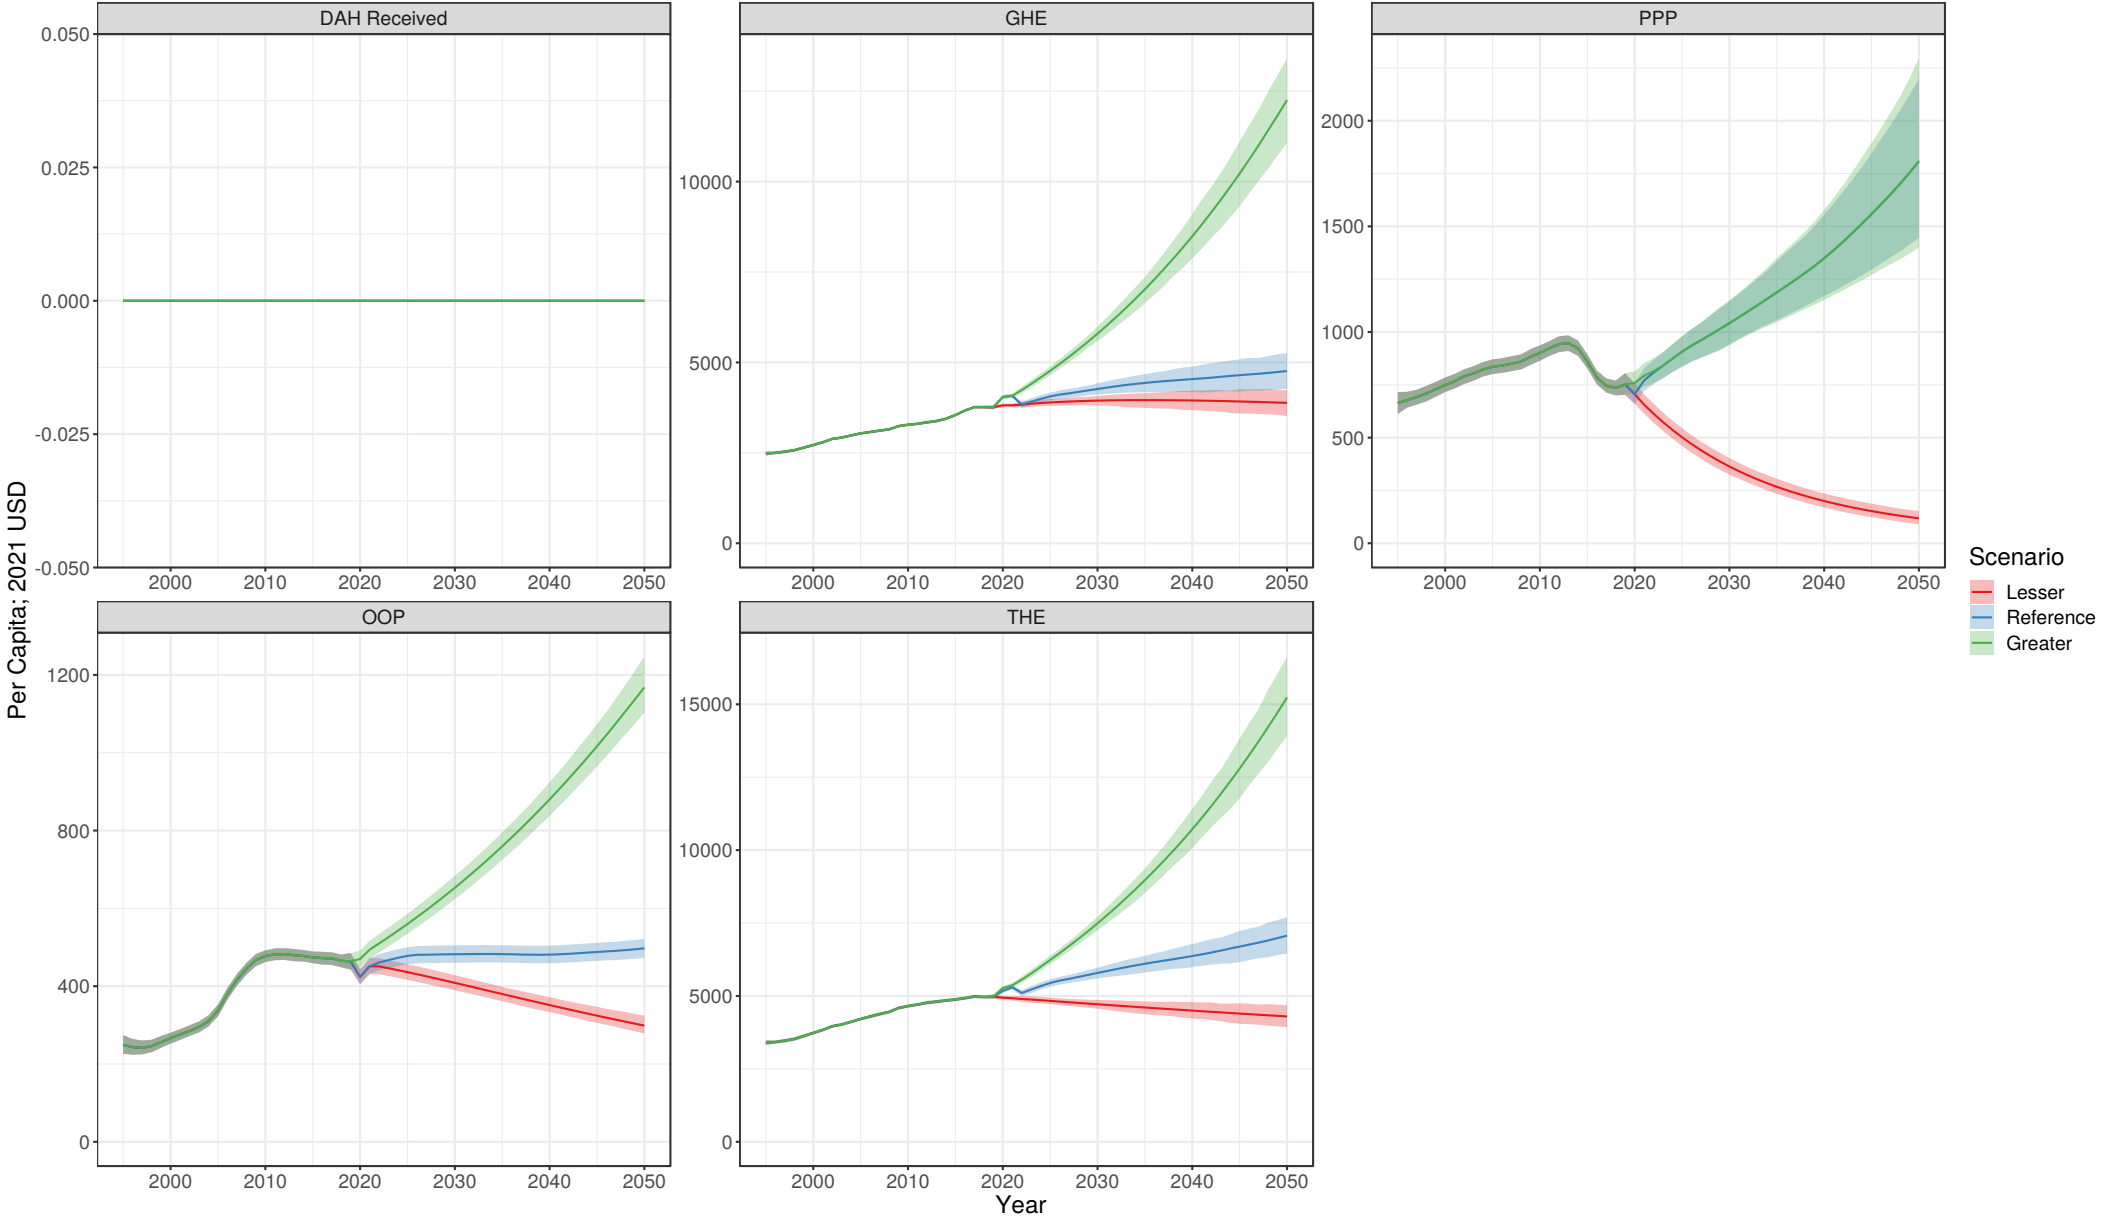 DAH Received
GHE
PPP
0.050
0.025
0.000
-0.025
-0.050
2000 2010 2020 2030 2040 2050
10000
5000
0
2000 2010 2020 2030 2040 2050
2000
1500
1000
500
0
2000 2010 2020 2030 2040 2050
Per Capita; 2021 USD
OOP
THE
1200
800
400
0
2000 2010 2020 2030 2040 2050
15000
10000
5000
0
2000 2010 2020 2030 2040 2050
Year
Scenario
Lesser
Reference
Greater